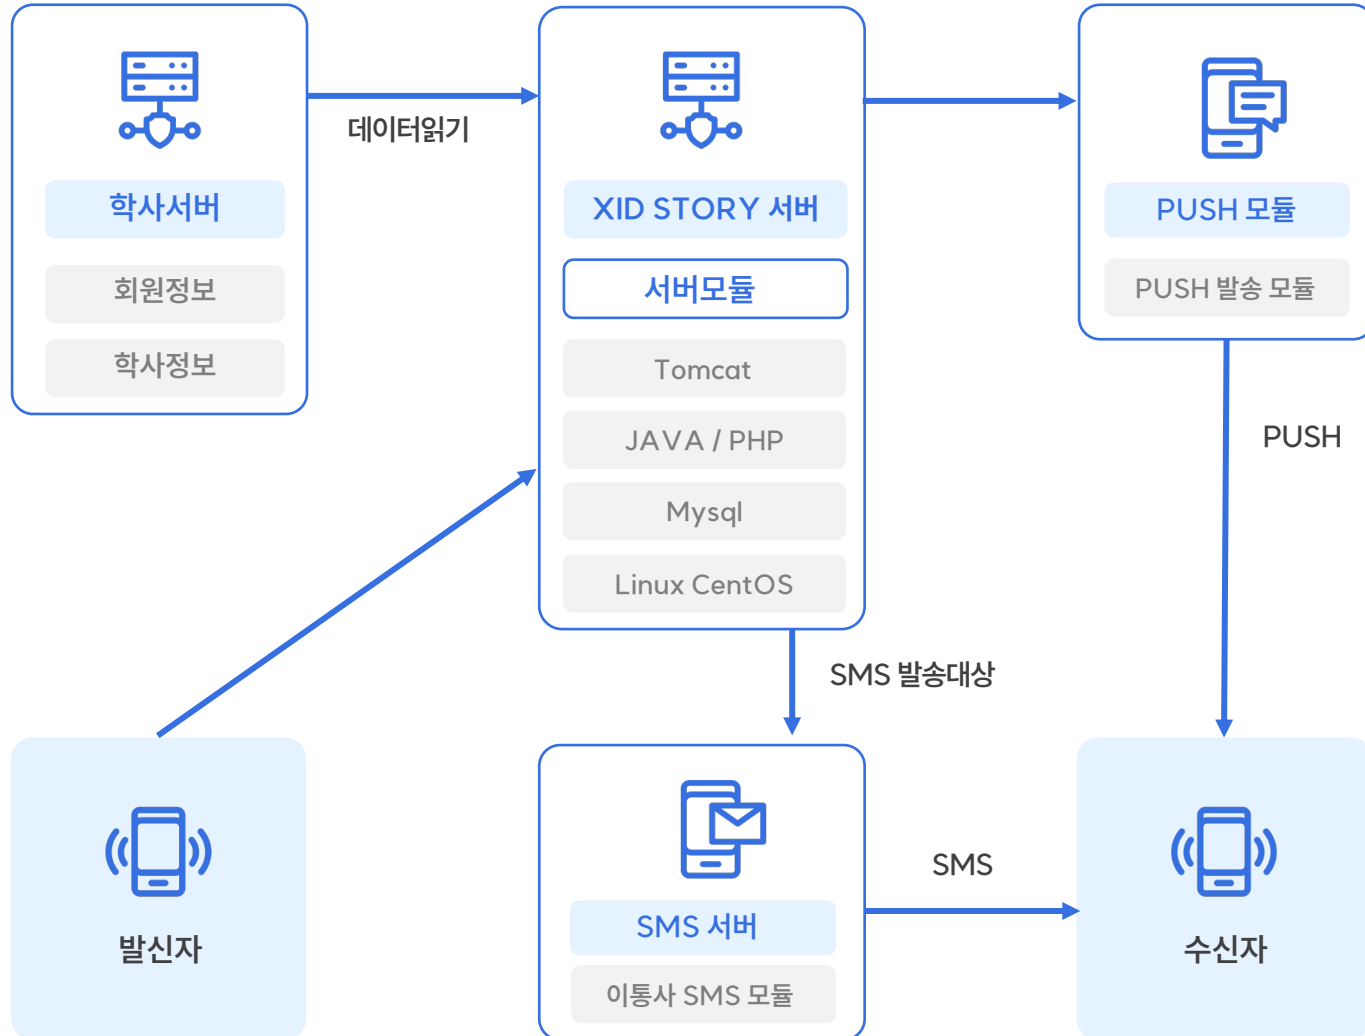 데이터읽기
학사서버
회원정보
학사정보
XID STORY 서버
서버모듈
Tomcat
JAVA / PHP
Mysql
Linux CentOS
PUSH 모듈
PUSH 발송 모듈
PUSH
SMS 발송대상
발신자
SMS 서버
이통사 SMS 모듈
SMS
수신자